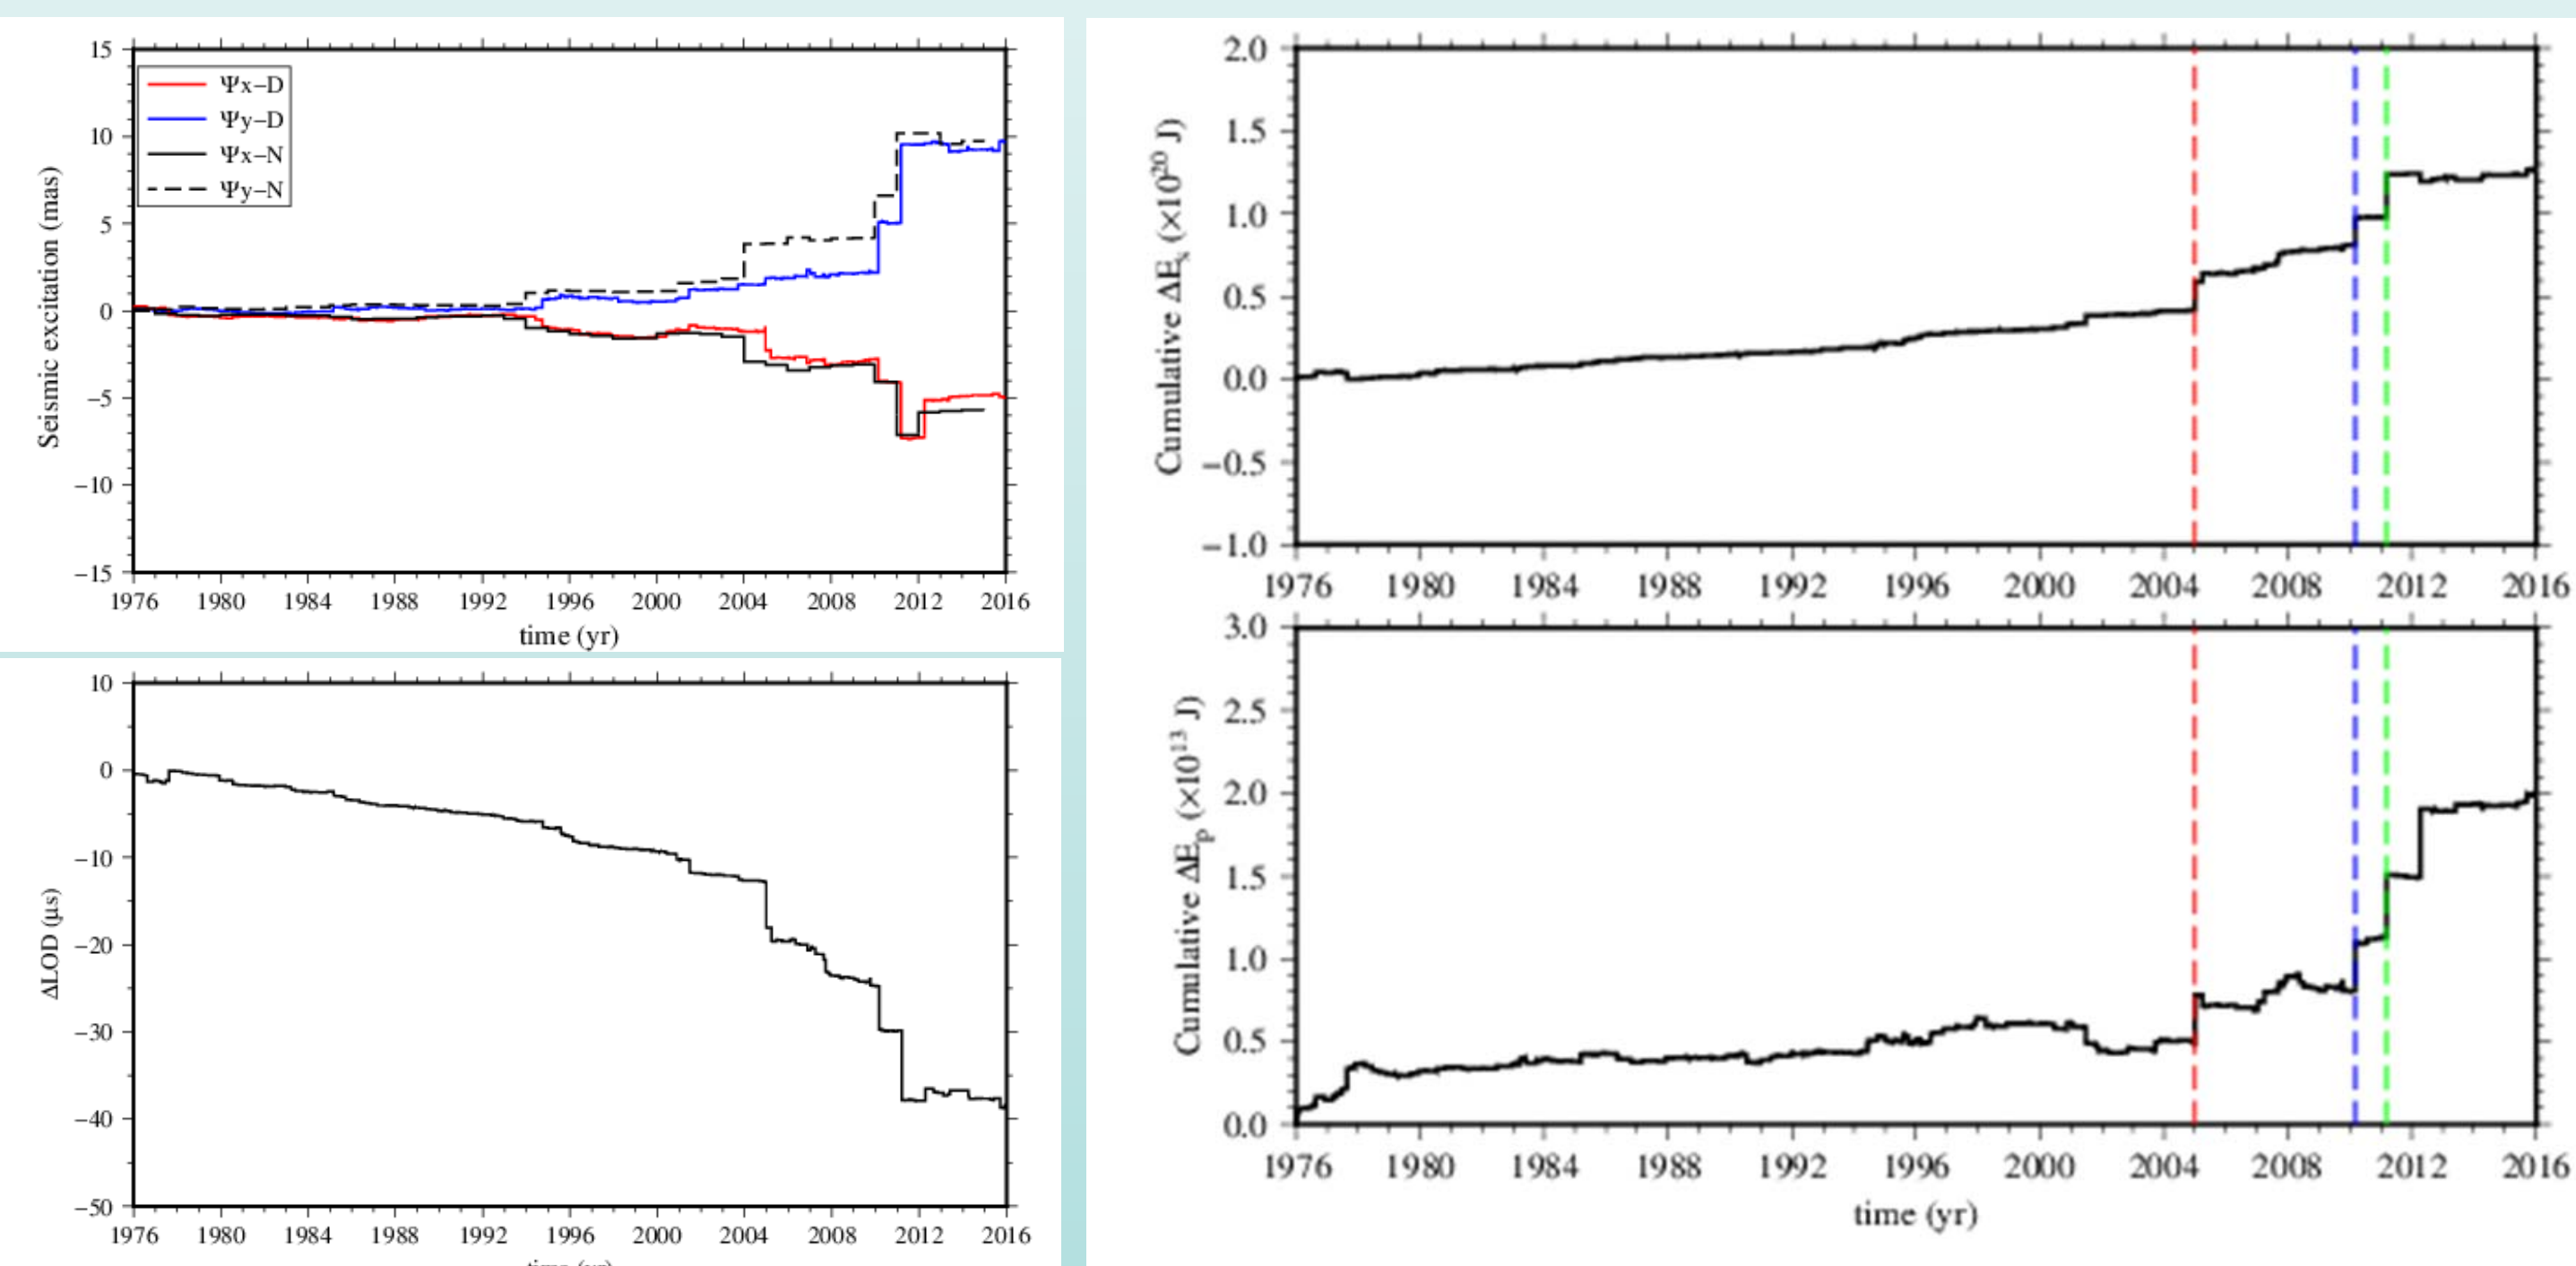 15
10
5
0
−5
−10
−15
Seismic excitation (mas)
Ψx−D
Ψy−D
Ψx−N
Ψy−N
1976 1980 1984 1988 1992 1996 2000 2004 2008 2012 2016
time (yr)
10
0
−10
−20
−30
−40
−50
ΔLOD (μs)
1976 1980 1984 1988 1992 1996 2000 2004 2008 2012 2016
time (yr)
2.0
1.5
1.0
0.5
0.0
−0.5
−1.0
Cumulative ΔEs (×10²⁰ J)
1976 1980 1984 1988 1992 1996 2000 2004 2008 2012 2016
3.0
2.5
2.0
1.5
1.0
0.5
0.0
Cumulative ΔEp (×10¹³ J)
1976 1980 1984 1988 1992 1996 2000 2004 2008 2012 2016
time (yr)